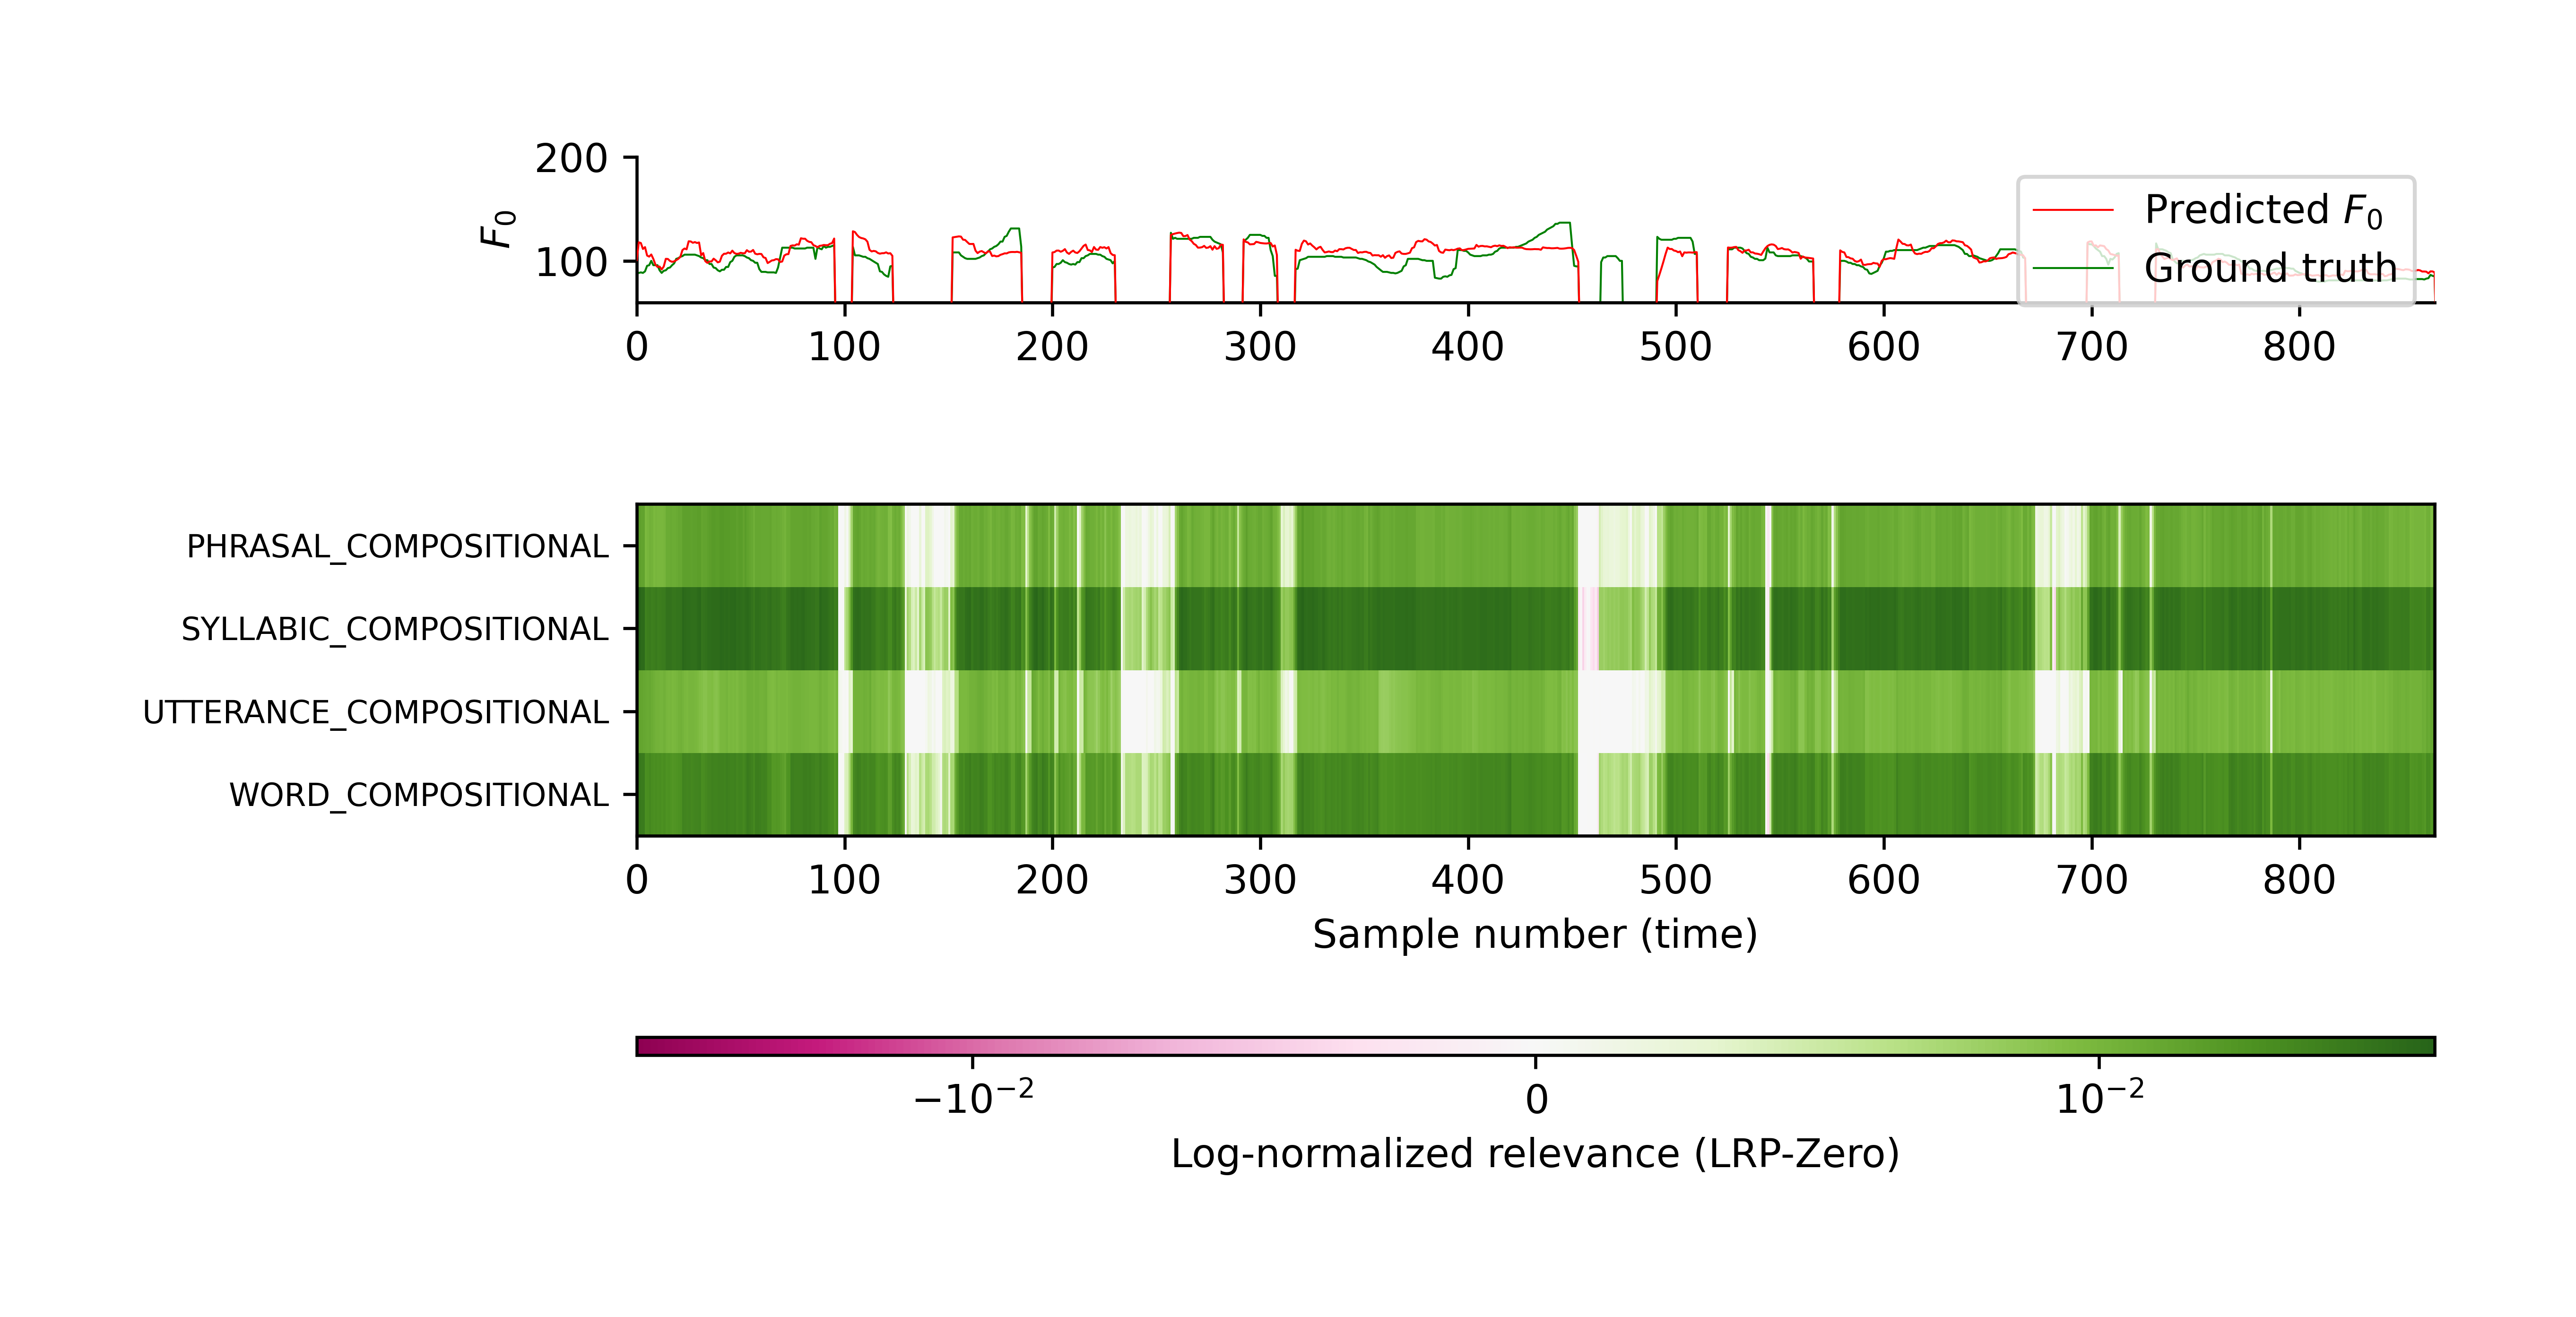 200
100
F₀
Predicted F₀
Ground truth
0 100 200 300 400 500 600 700 800
PHRASAL_COMPOSITIONAL
SYLLABIC_COMPOSITIONAL
UTTERANCE_COMPOSITIONAL
WORD_COMPOSITIONAL
0 100 200 300 400 500 600 700 800
Sample number (time)
−10⁻² 0 10⁻²
Log-normalized relevance (LRP-Zero)